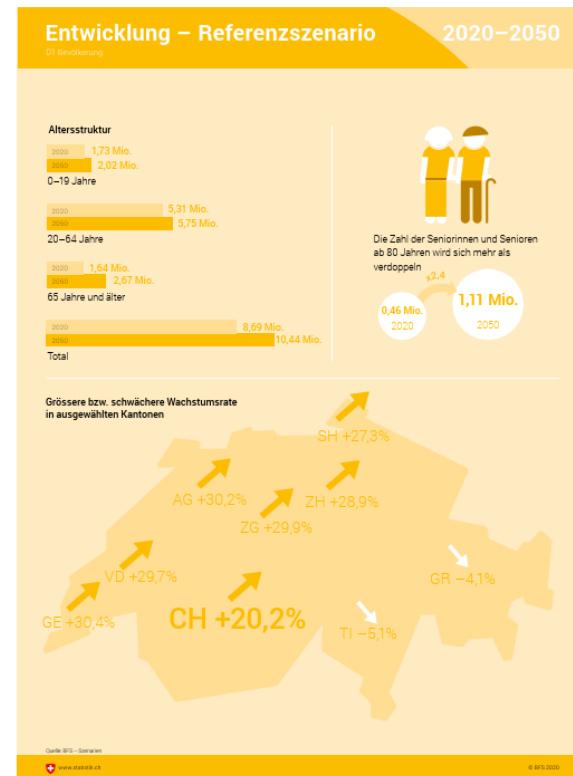 Entwicklung – Referenzszenario 2020–2050
03 Bevölkerung
Altersstruktur
2020 1,73 Mio.
2050 2,02 Mio.
0–19 Jahre
2020 5,31 Mio.
2050 5,75 Mio.
20–64 Jahre
2020 1,64 Mio.
2050 2,67 Mio.
65 Jahre und älter
2020 8,69 Mio.
2050 10,44 Mio.
Total
Die Zahl der Seniorinnen und Senioren
ab 80 Jahren wird sich mehr als
verdoppeln
x2.4
0,46 Mio.
2020
1,11 Mio.
2050
Grössere bzw. schwächere Wachstumsrate
in ausgewählten Kantonen
SH +27,3%
AG +30,2%
ZH +28,9%
ZG +29,9%
VD +29,7%
GR –4,1%
GE +30,4%
CH +20,2%
TI –5,1%
Quelle: BFS – Szenarien
www.statistik.ch
© BFS 2020